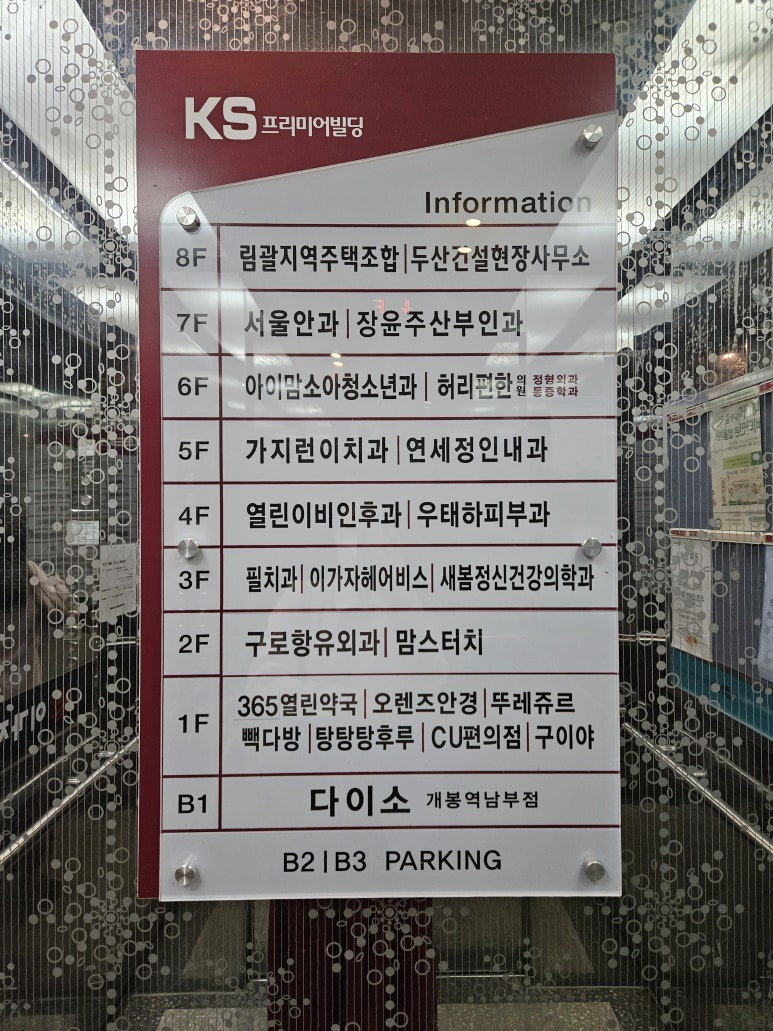 KS 프리미어빌딩
Information
8F 림괄지역주택조합|두산건설현장사무소
7F 서울안과|장윤주산부인과
6F 아이맘소아청소년과|허리편한의원 정형외과 통증학과
5F 가지런이치과|연세정인내과
4F 열린이비인후과|우태하피부과
3F 필치과|이가자헤어비스|새봄정신건강의학과
2F 구로항유외과|맘스터치
1F 365열린약국|오렌즈안경|뚜레쥬르
빽다방|탕탕탕후루|CU편의점|구이야
B1 다이소 개봉역남부점
B2|B3 PARKING